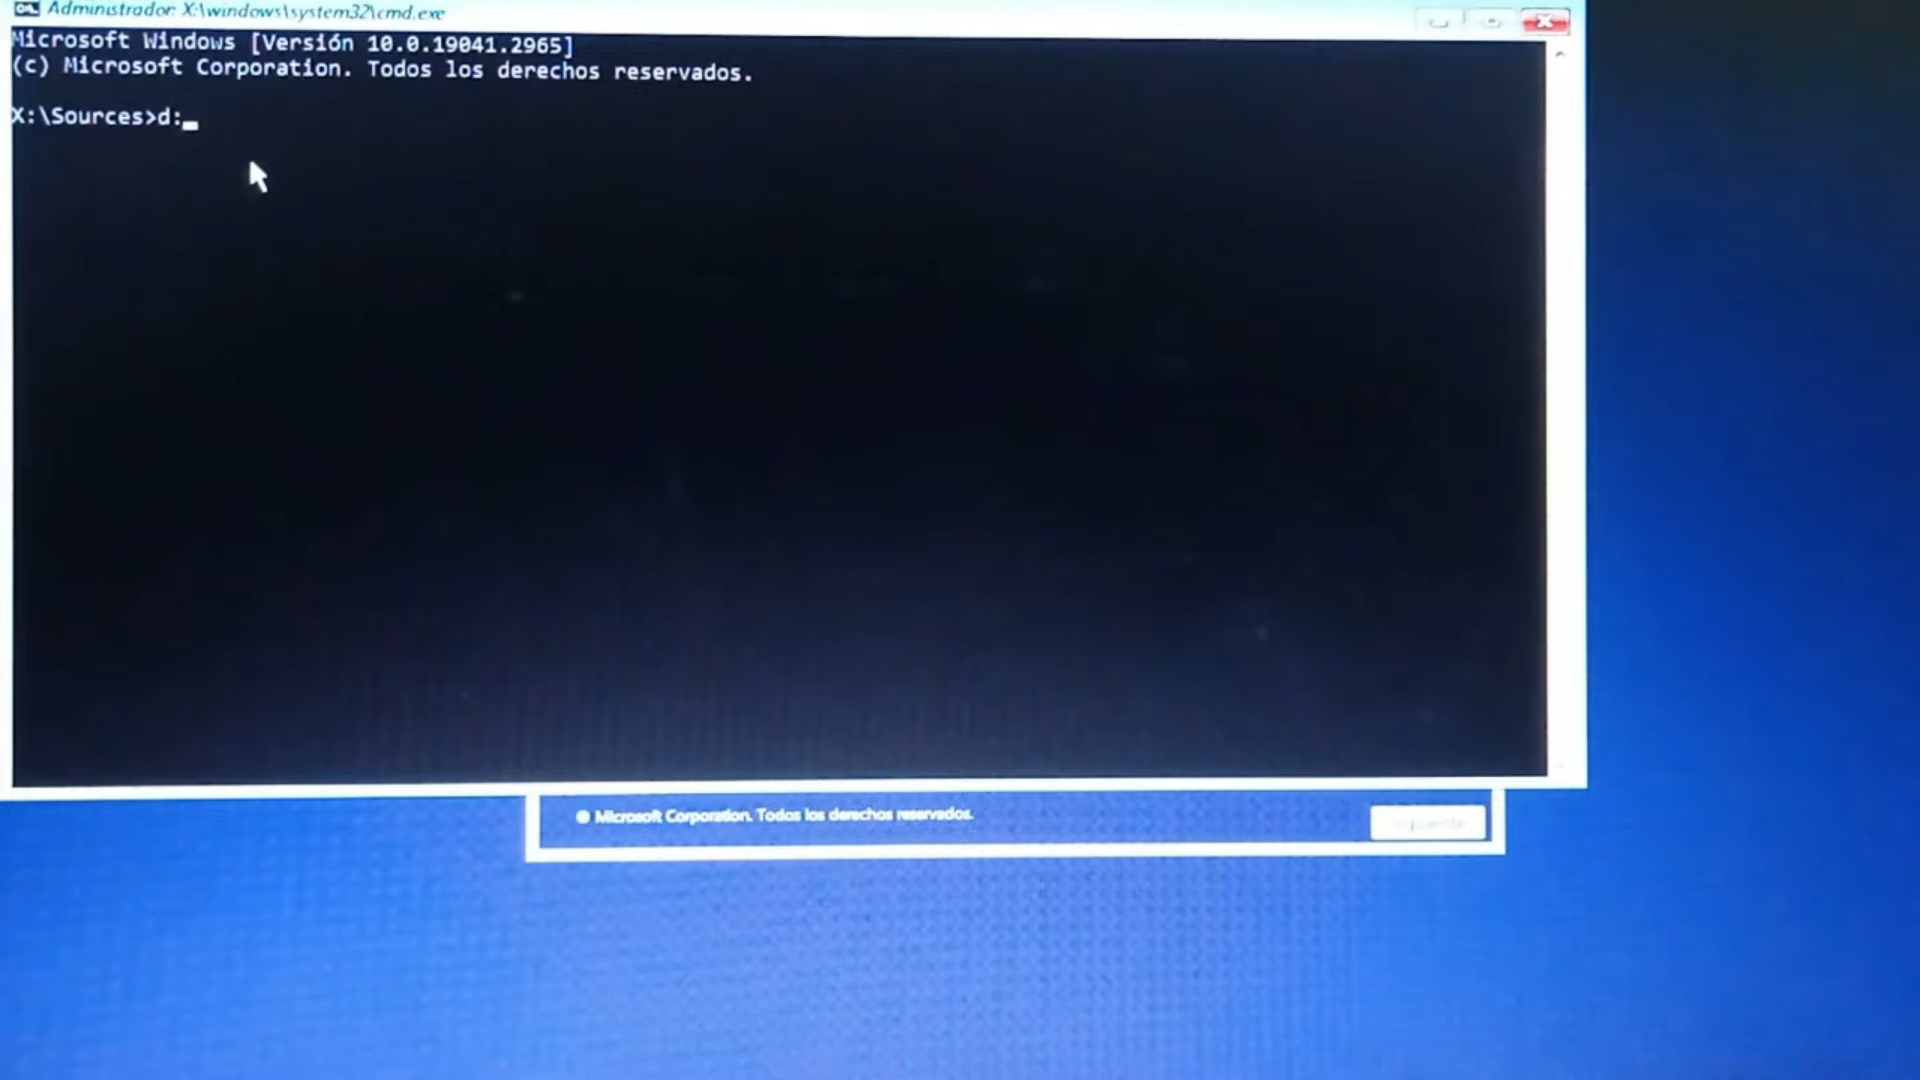 Administrador: X:\windows\system32\cmd.exe
Microsoft Windows [Versión 10.0.19041.2965]
(c) Microsoft Corporation. Todos los derechos reservados.
X:\Sources>d:
Microsoft Corporation. Todos los derechos reservados.